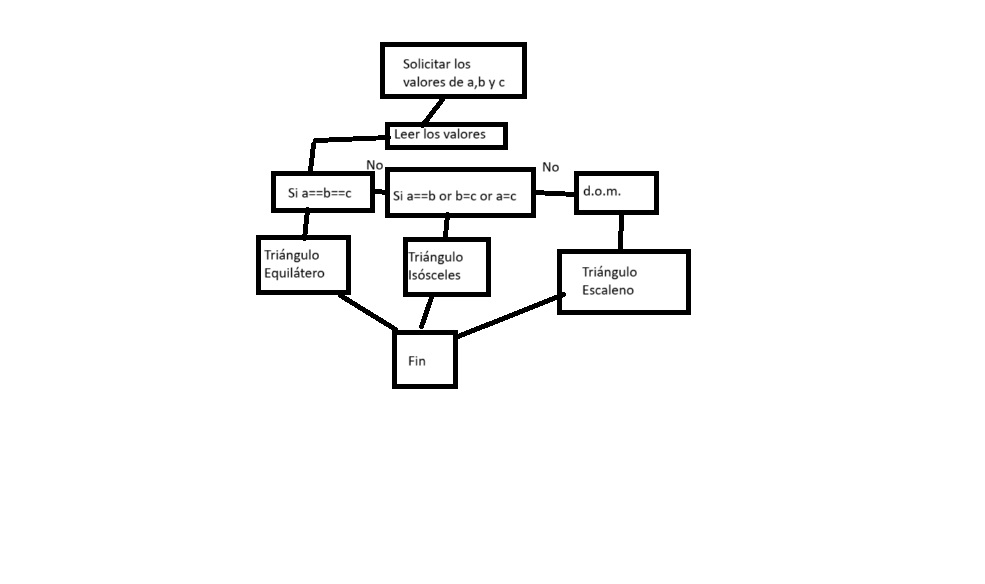 Solicitar los
valores de a,b y c
Leer los valores
No
No
Si a==b==c
Si a==b or b=c or a=c
d.o.m.
Triángulo
Equilátero
Triángulo
Isósceles
Triángulo
Escaleno
Fin